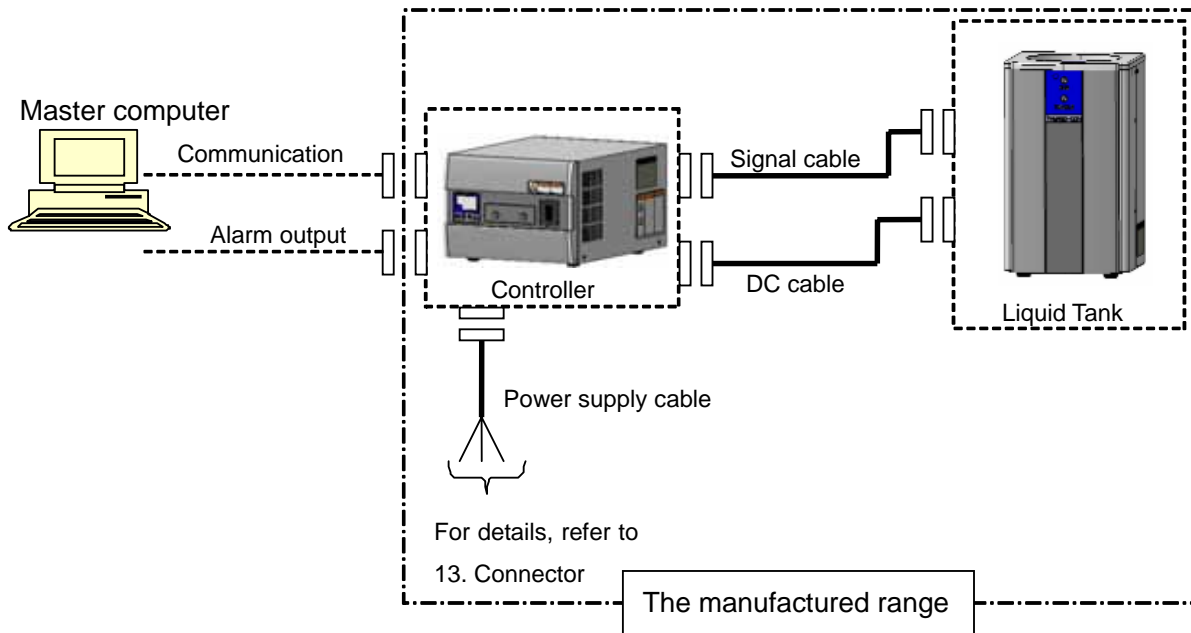 Master computer
Communication
Alarm output
Controller
Signal cable
DC cable
Liquid Tank
Power supply cable
For details, refer to
13. Connector
The manufactured range